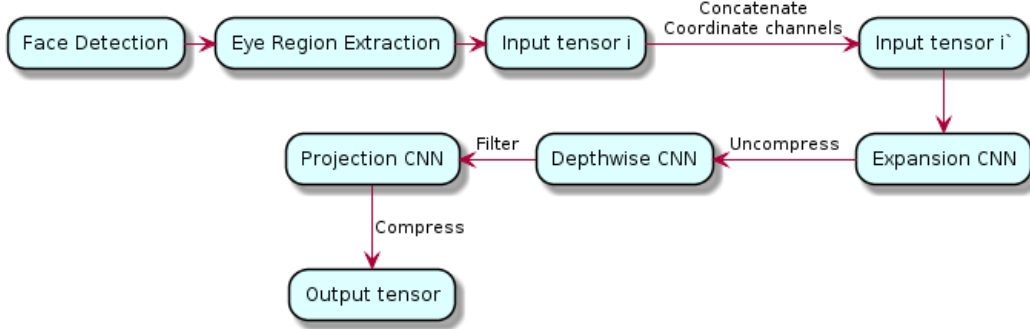 Face Detection
Eye Region Extraction
Input tensor i
Concatenate
Coordinate channels
Input tensor i`
Projection CNN
Filter
Depthwise CNN
Uncompress
Expansion CNN
Compress
Output tensor